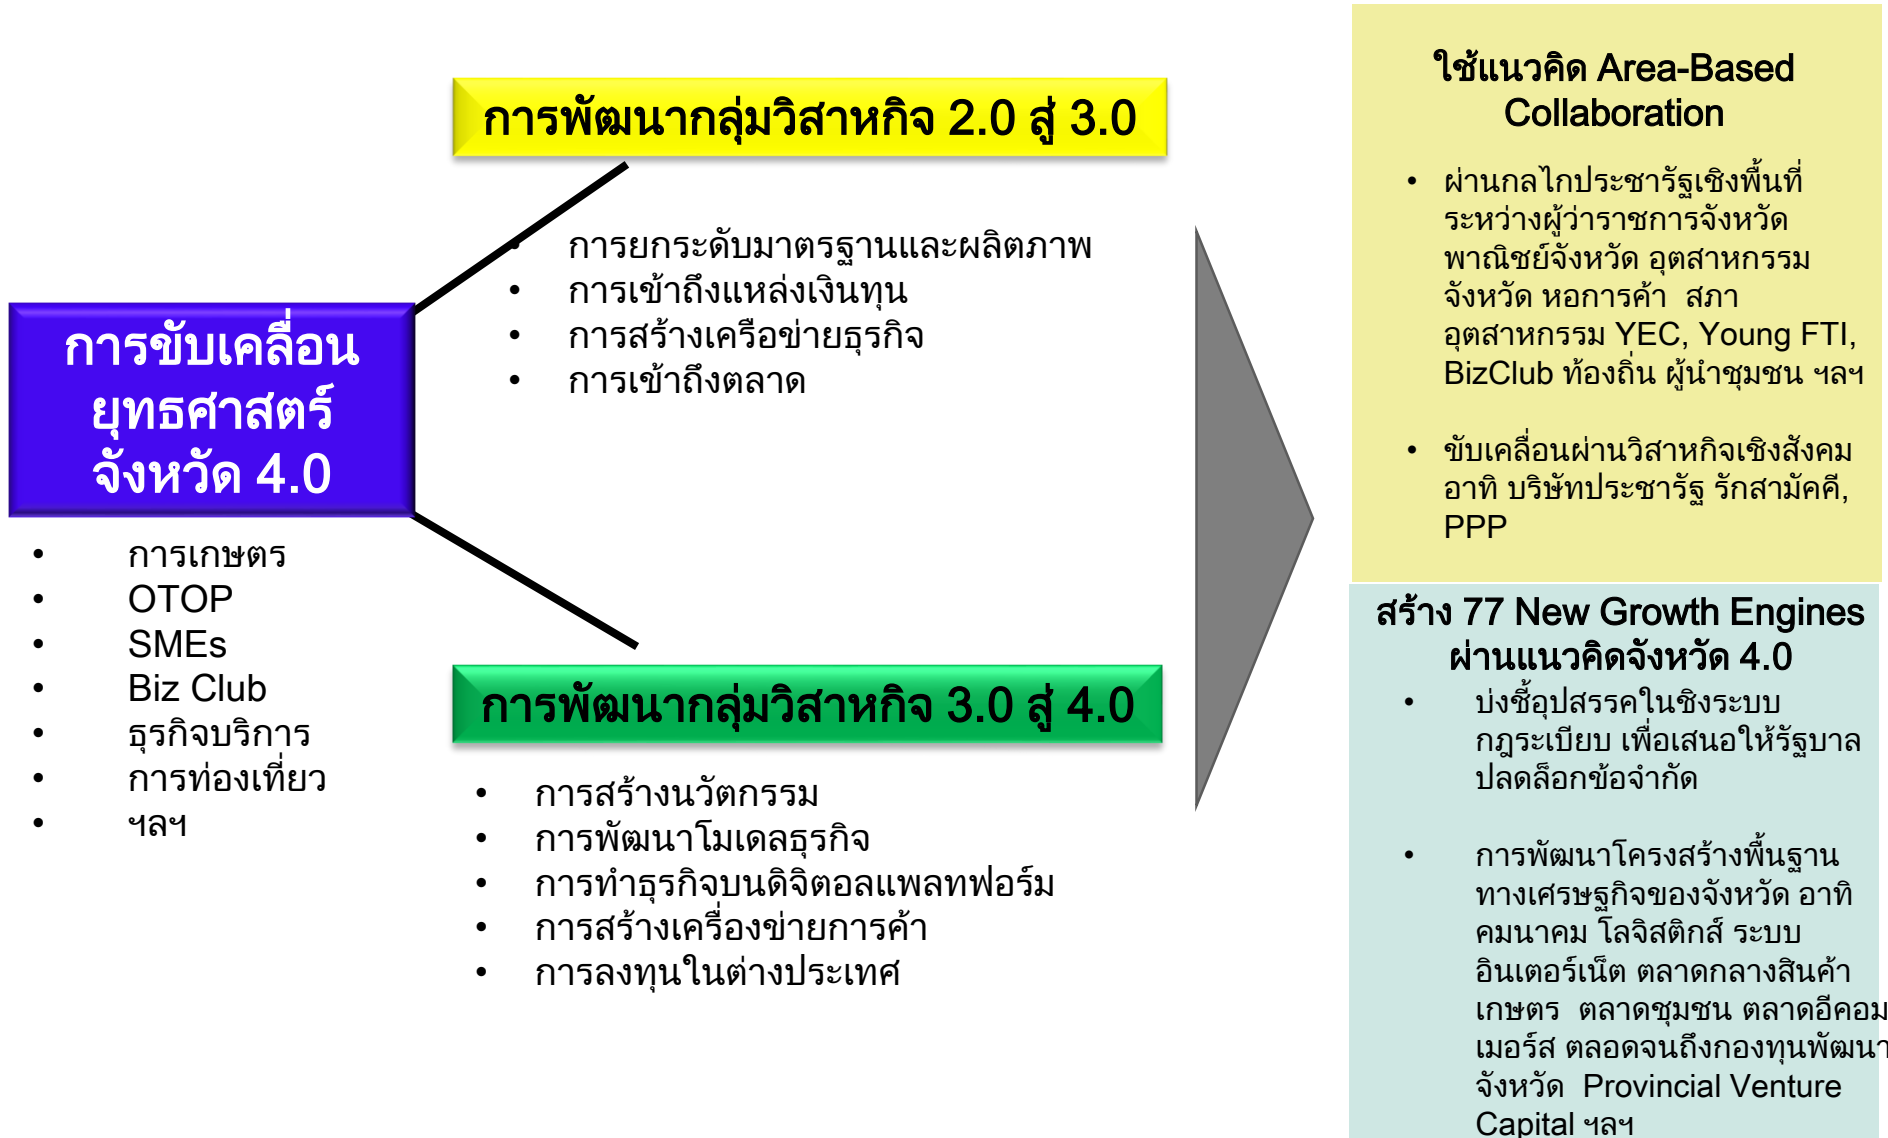 การขับเคลื่อน
ยุทธศาสตร์
จังหวัด 4.0
• การเกษตร
• OTOP
• SMEs
• Biz Club
• ธุรกิจบริการ
• การท่องเที่ยว
• ฯลฯ
การพัฒนากลุ่มวิสาหกิจ 2.0 สู่ 3.0
• การยกระดับมาตรฐานและผลิตภาพ
• การเข้าถึงแหล่งเงินทุน
• การสร้างเครือข่ายธุรกิจ
• การเข้าถึงตลาด
การพัฒนากลุ่มวิสาหกิจ 3.0 สู่ 4.0
• การสร้างนวัตกรรม
• การพัฒนาโมเดลธุรกิจ
• การทำธุรกิจบนดิจิตอลแพลทฟอร์ม
• การสร้างเครื่องข่ายการค้า
• การลงทุนในต่างประเทศ
ใช้แนวคิด Area-Based
Collaboration
• ผ่านกลไกประชารัฐเชิงพื้นที่
ระหว่างผู้ว่าราชการจังหวัด
พาณิชย์จังหวัด อุตสาหกรรม
จังหวัด หอการค้า สภา
อุตสาหกรรม YEC, Young FTI,
BizClub ท้องถิ่น ผู้นำชุมชน ฯลฯ
• ขับเคลื่อนผ่านวิสาหกิจเชิงสังคม
อาทิ บริษัทประชารัฐ รักสามัคคี,
PPP
สร้าง 77 New Growth Engines
ผ่านแนวคิดจังหวัด 4.0
• บ่งชี้อุปสรรคในชิงระบบ
กฎระเบียบ เพื่อเสนอให้รัฐบาล
ปลดล็อกข้อจำกัด
• การพัฒนาโครงสร้างพื้นฐาน
ทางเศรษฐกิจของจังหวัด อาทิ
คมนาคม โลจิสติกส์ ระบบ
อินเตอร์เน็ต ตลาดกลางสินค้า
เกษตร ตลาดชุมชน ตลาดอีคอม
เมอร์ส ตลอดจนถึงกองทุนพัฒนา
จังหวัด Provincial Venture
Capital ฯลฯ